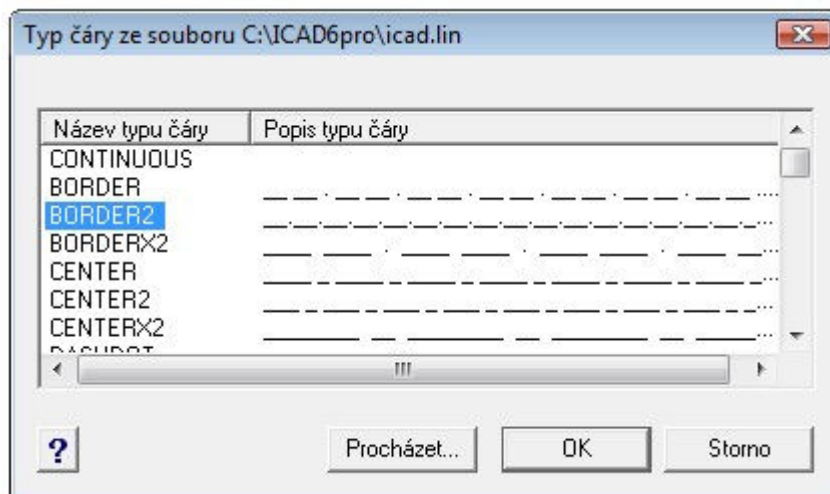 Typ čáry ze souboru C:\ICAD6pro\icad.lin
Název typu čáry Popis typu čáry
CONTINUOUS
BORDER
BORDER2
BORDERX2
CENTER
CENTER2
CENTERX2
DASHDOT
?
Procházet... OK Storno